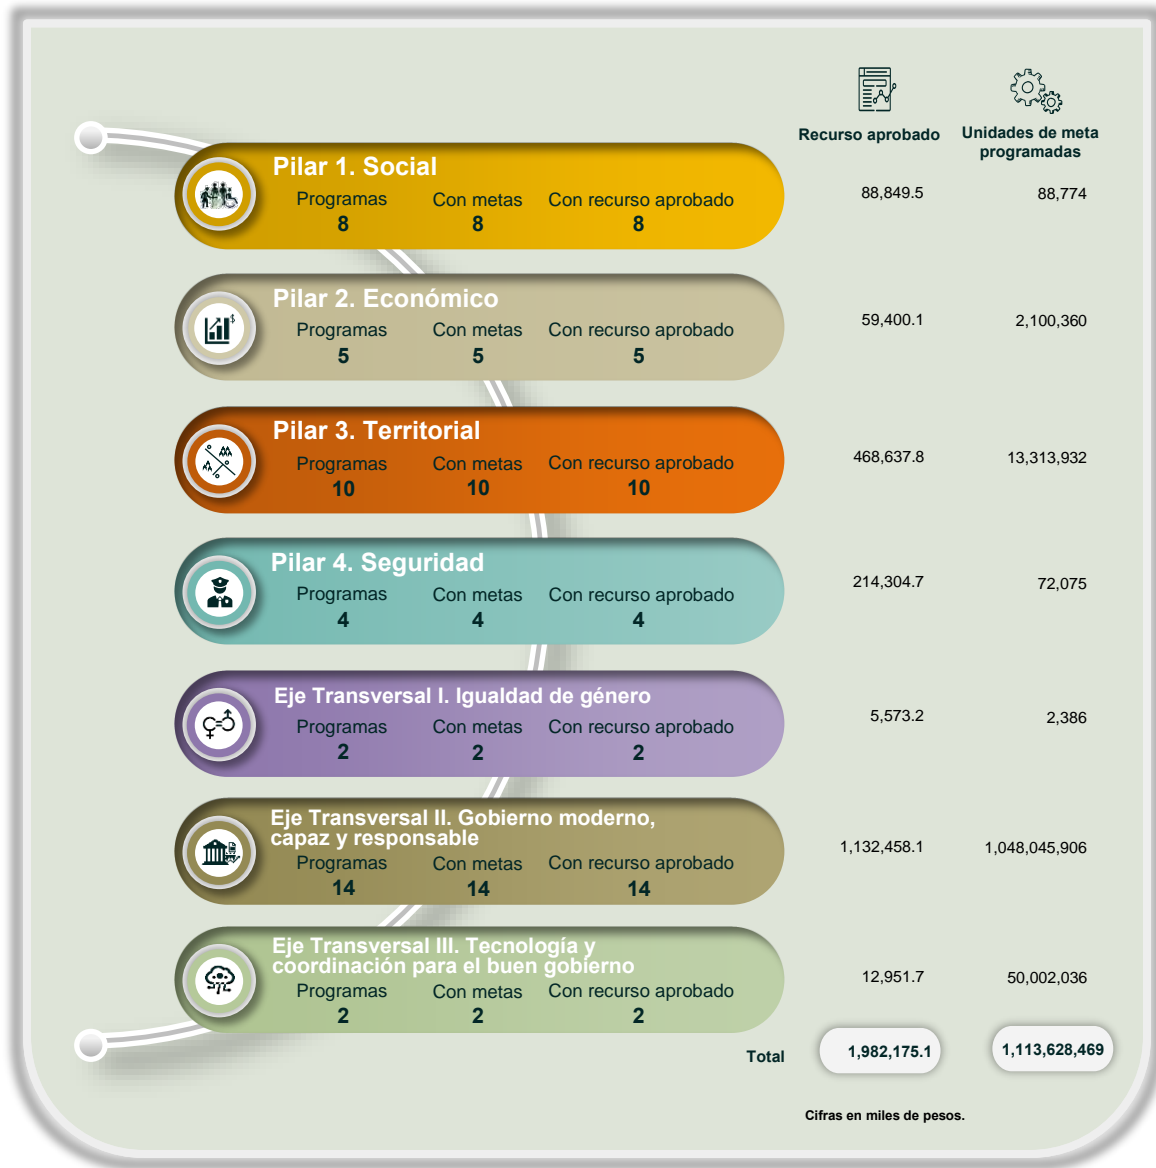 Recurso aprobado
Unidades de meta
programadas
Pilar 1. Social
Programas Con metas Con recurso aprobado
8 8 8
88,849.5 88,774
Pilar 2. Económico
Programas Con metas Con recurso aprobado
5 5 5
59,400.1 2,100,360
Pilar 3. Territorial
Programas Con metas Con recurso aprobado
10 10 10
468,637.8 13,313,932
Pilar 4. Seguridad
Programas Con metas Con recurso aprobado
4 4 4
214,304.7 72,075
Eje Transversal I. Igualdad de género
Programas Con metas Con recurso aprobado
2 2 2
5,573.2 2,386
Eje Transversal II. Gobierno moderno,
capaz y responsable
Programas Con metas Con recurso aprobado
14 14 14
1,132,458.1 1,048,045,906
Eje Transversal III. Tecnología y
coordinación para el buen gobierno
Programas Con metas Con recurso aprobado
2 2 2
12,951.7 50,002,036
Total 1,982,175.1 1,113,628,469
Cifras en miles de pesos.